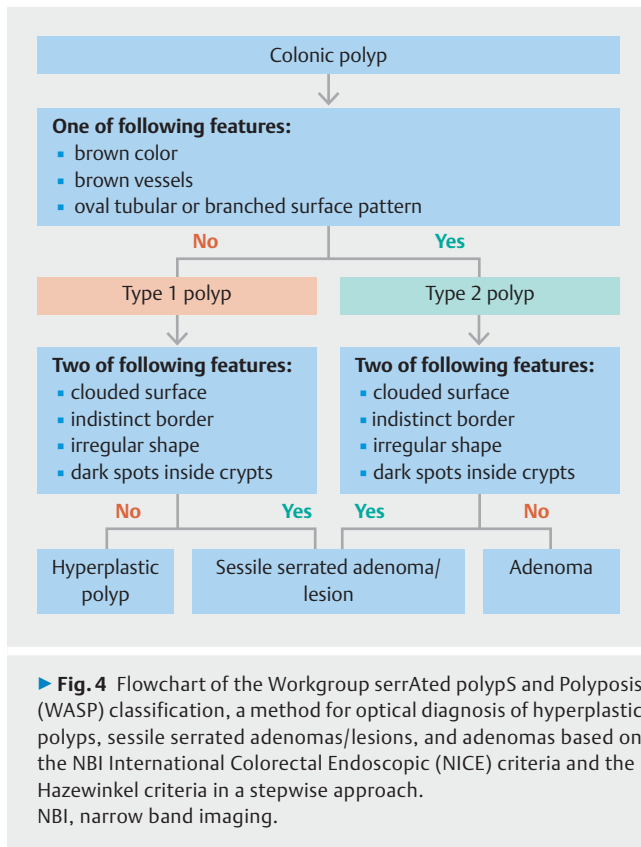 Colonic polyp
One of following features:
▪ brown color
▪ brown vessels
▪ oval tubular or branched surface pattern
No
Yes
Type 1 polyp
Type 2 polyp
Two of following features:
▪ clouded surface
▪ indistinct border
▪ irregular shape
▪ dark spots inside crypts
Two of following features:
▪ clouded surface
▪ indistinct border
▪ irregular shape
▪ dark spots inside crypts
No
Yes
Yes
No
Hyperplastic
polyp
Sessile serrated adenoma/
lesion
Adenoma
▶ Fig. 4 Flowchart of the Workgroup serrAted polypS and Polyposis
(WASP) classification, a method for optical diagnosis of hyperplastic
polyps, sessile serrated adenomas/lesions, and adenomas based on
the NBI International Colorectal Endoscopic (NICE) criteria and the
Hazewinkel criteria in a stepwise approach.
NBI, narrow band imaging.